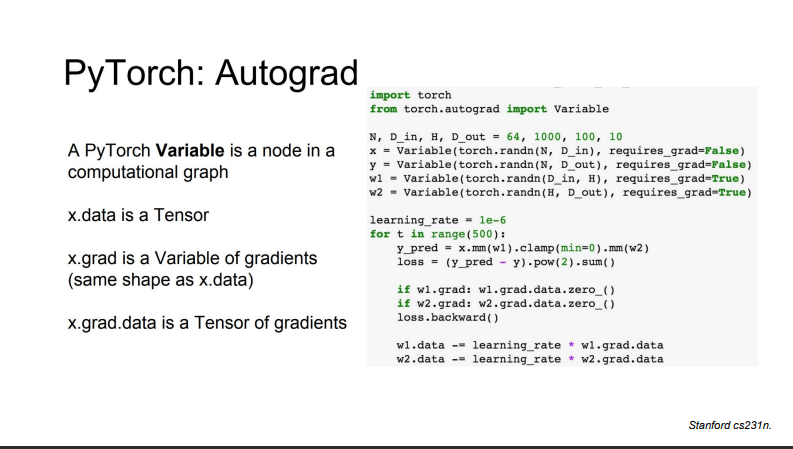 PyTorch: Autograd
A PyTorch Variable is a node in a
computational graph
x.data is a Tensor
x.grad is a Variable of gradients
(same shape as x.data)
x.grad.data is a Tensor of gradients
import torch
from torch.autograd import Variable
N, D_in, H, D_out = 64, 1000, 100, 10
x = Variable(torch.randn(N, D_in), requires_grad=False)
y = Variable(torch.randn(N, D_out), requires_grad=False)
w1 = Variable(torch.randn(D_in, H), requires_grad=True)
w2 = Variable(torch.randn(H, D_out), requires_grad=True)
learning_rate = 1e-6
for t in range(500):
    y_pred = x.mm(w1).clamp(min=0).mm(w2)
    loss = (y_pred - y).pow(2).sum()
    if w1.grad: w1.grad.data.zero_()
    if w2.grad: w2.grad.data.zero_()
    loss.backward()
    w1.data -= learning_rate * w1.grad.data
    w2.data -= learning_rate * w2.grad.data
Stanford cs231n.